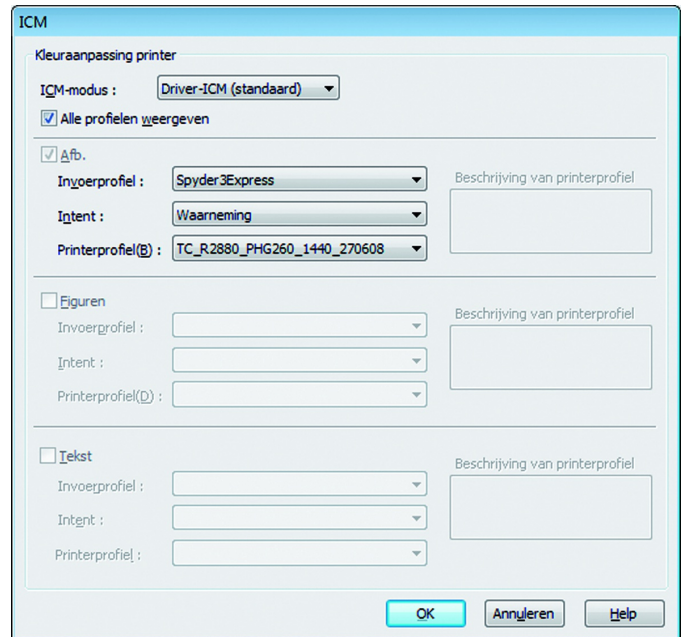 ICM
Kleuraanpassing printer
ICM-modus : Driver-ICM (standaard)
Alle profielen weergeven
Afb.
Invoerprofiel : Spyder3Express
Intent : Waarneming
Printerprofiel(B) : TC_R2880_PHG260_1440_270608
Beschrijving van printerprofiel
Figuren
Invoerprofiel :
Intent :
Printerprofiel(D) :
Beschrijving van printerprofiel
Tekst
Invoerprofiel :
Intent :
Printerprofiel :
Beschrijving van printerprofiel
OK Annuleren Help